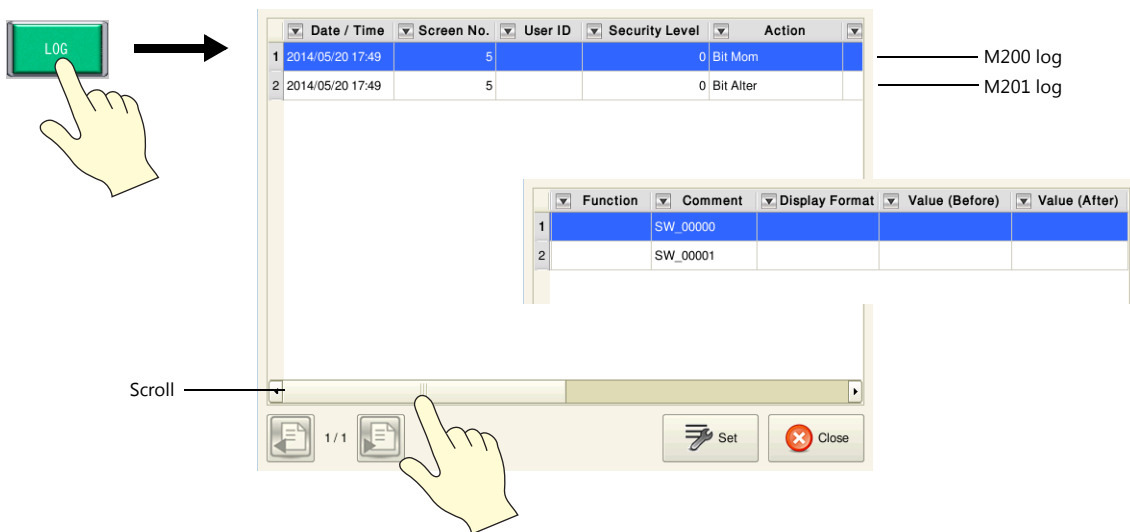 LOG
Date / Time Screen No. User ID Security Level Action
1 2014/05/20 17:49 5 0 Bit Mom
2 2014/05/20 17:49 5 0 Bit Alter
M200 log
M201 log
Function Comment Display Format Value (Before) Value (After)
1 SW_00000
2 SW_00001
Scroll
1 / 1
Set
Close